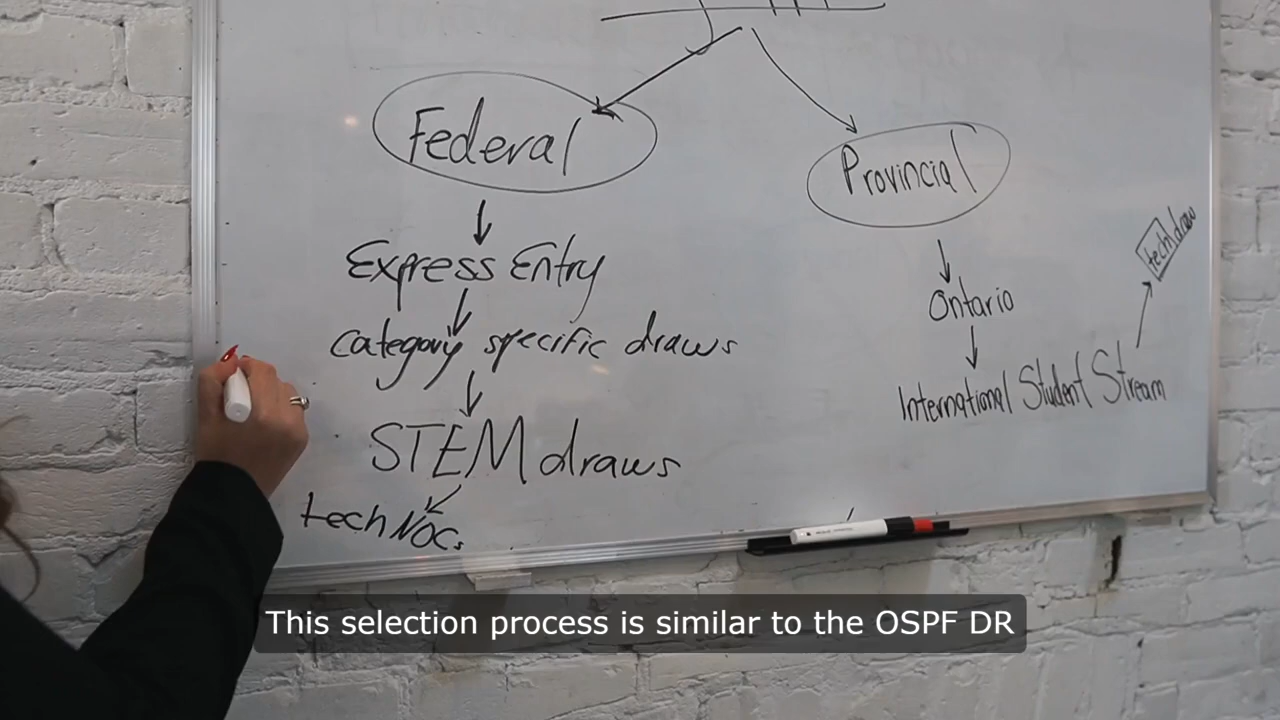 Federal
Express Entry
category specific draws
STEM draws
tech NOCs
Provincial
Ontario
International Student Stream
tech draw
This selection process is similar to the OSPF DR